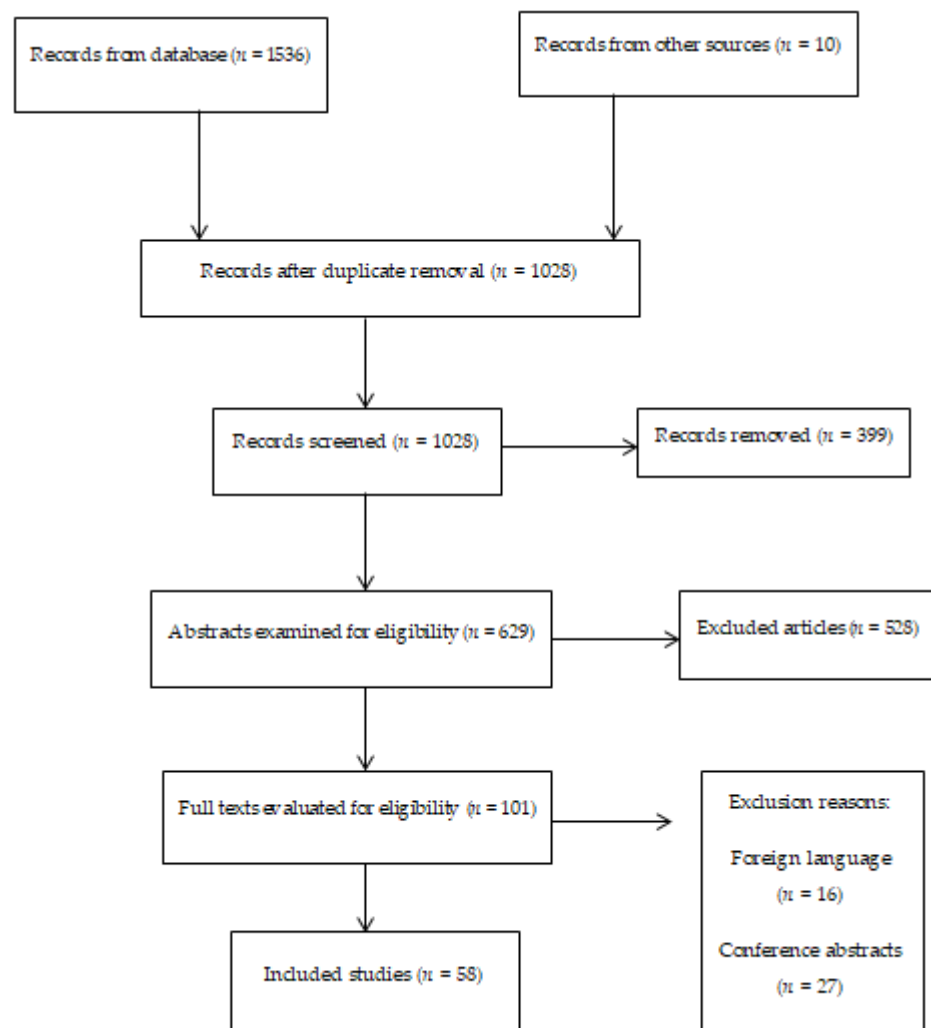 Records from database (n = 1536)
Records from other sources (n = 10)
Records after duplicate removal (n = 1028)
Records screened (n = 1028)
Records removed (n = 399)
Abstracts examined for eligibility (n = 629)
Excluded articles (n = 528)
Full texts evaluated for eligibility (n = 101)
Exclusion reasons:
Foreign language
(n = 16)
Conference abstracts
(n = 27)
Included studies (n = 58)